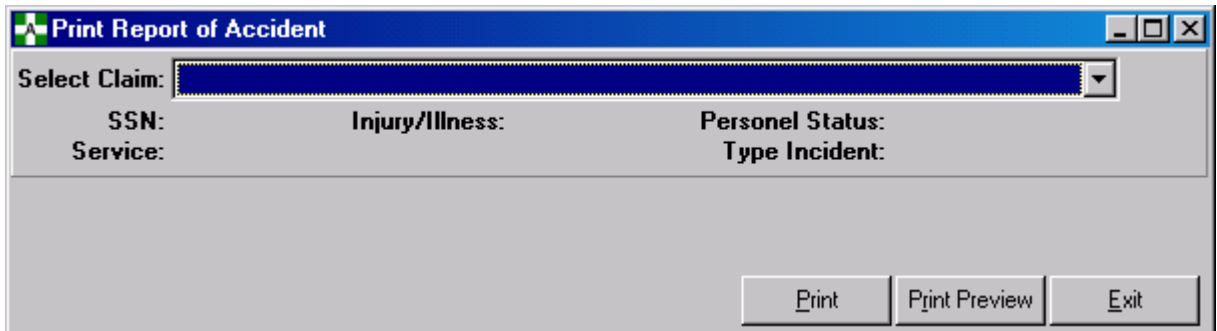 Print Report of Accident
Select Claim:
SSN: Injury/Illness: Personel Status:
Service: Type Incident:
Print Print Preview Exit